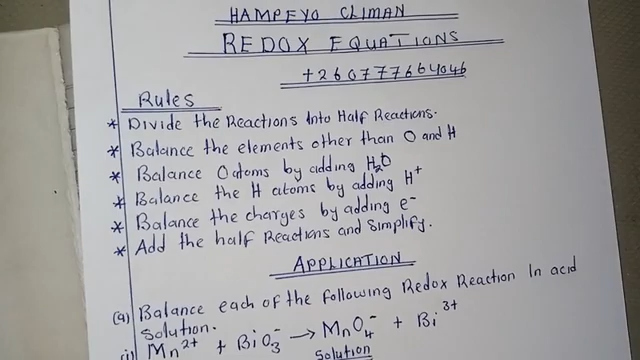 HAMPEYO CLIMAN
REDOX EQUATIONS
+260777664046
Rules
* Divide the Reactions Into Half Reactions.
* Balance the elements other than O and H
* Balance O atoms by adding H₂O
* Balance the H atoms by adding H⁺
* Balance the charges by adding e⁻
* Add the half Reactions and Simplify.
APPLICATION
(a) Balance each of the following Redox Reaction In acid
Solution.
(i) Mn²⁺ + BiO₃⁻ → MnO₄⁻ + Bi³⁺
Solution